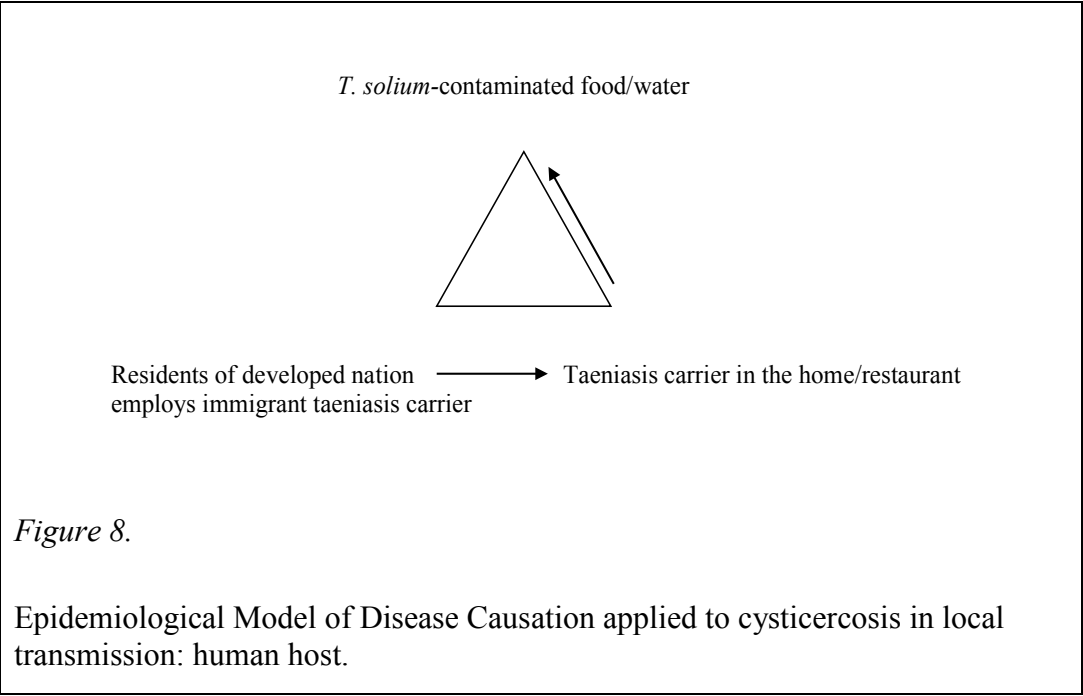 T. solium-contaminated food/water
Residents of developed nation
employs immigrant taeniasis carrier
Taeniasis carrier in the home/restaurant
Figure 8.
Epidemiological Model of Disease Causation applied to cysticercosis in local
transmission: human host.